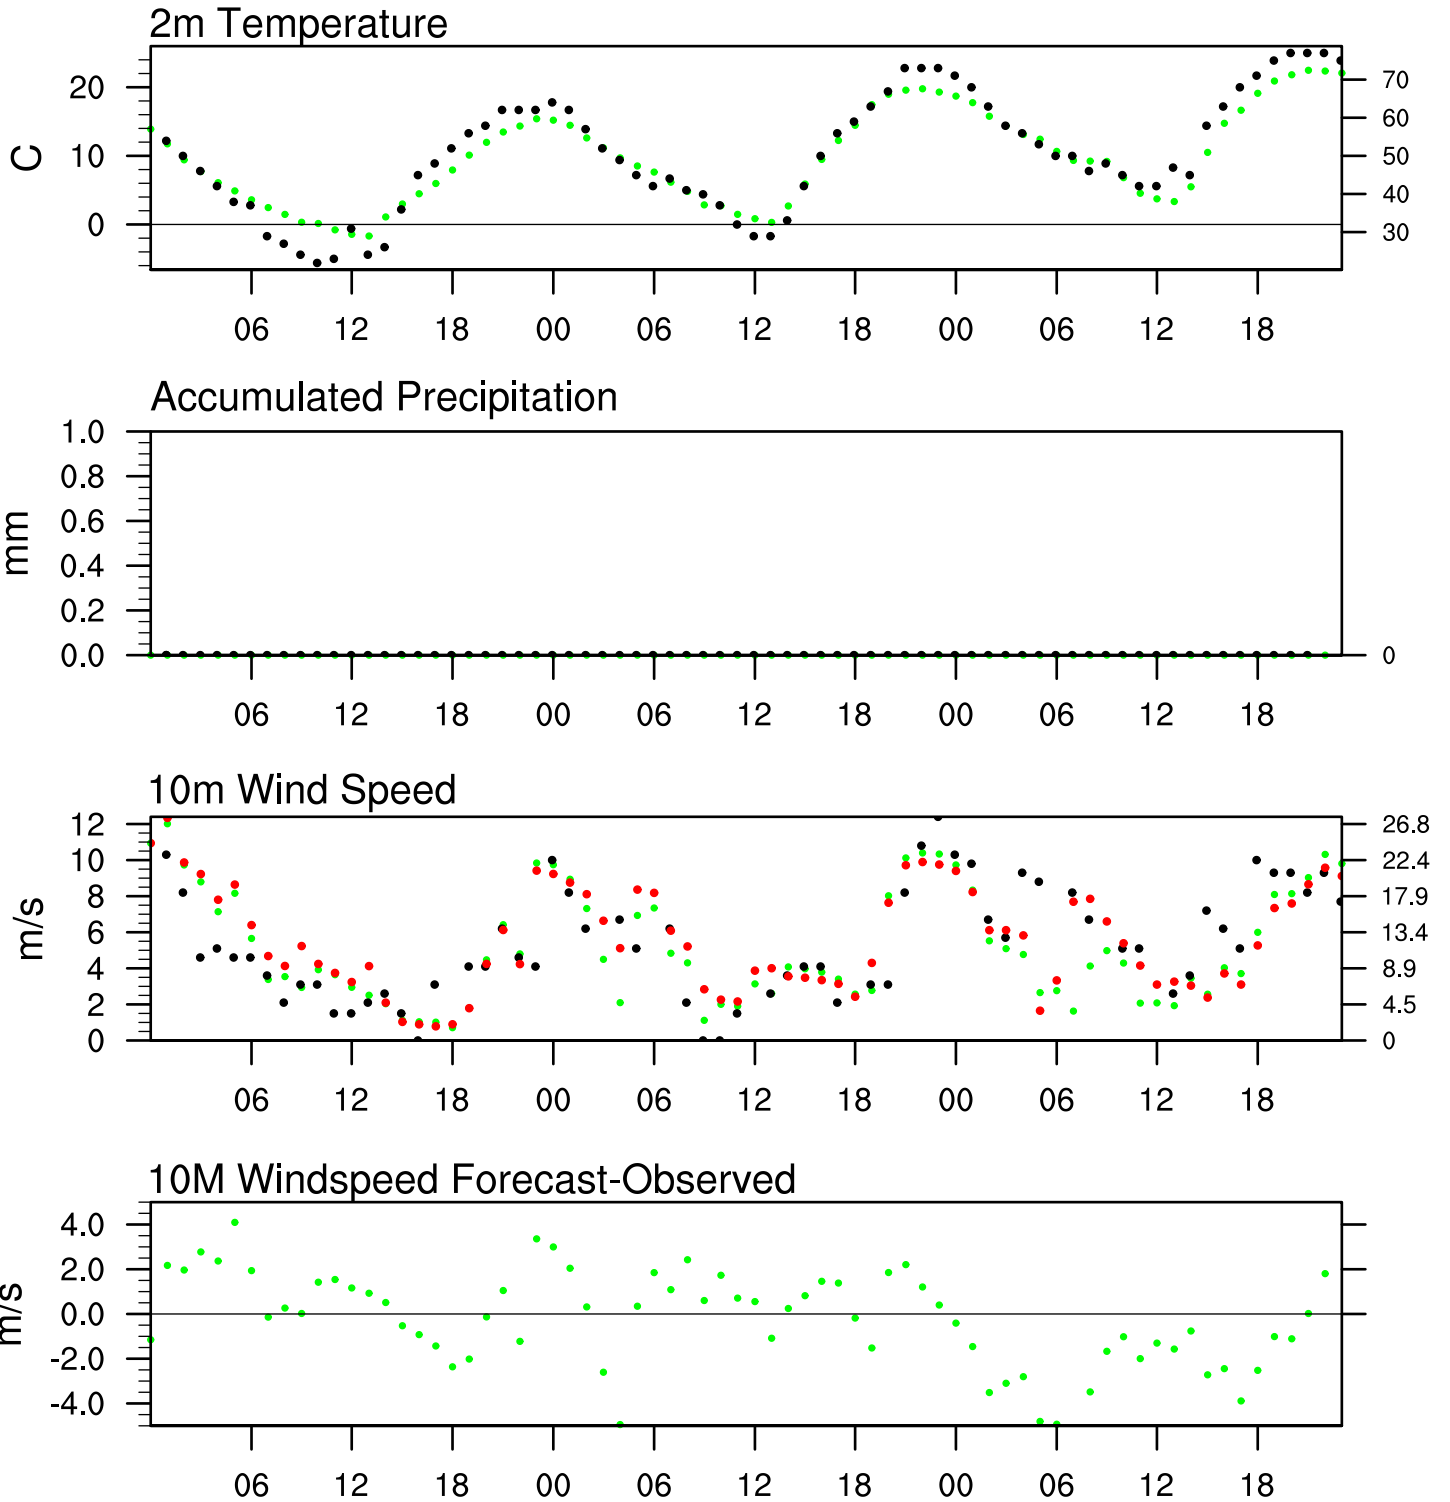 2m Temperature
20 70
60
C 10 50
40
0 30
06 12 18 00 06 12 18 00 06 12 18
Accumulated Precipitation
1.0
0.8
0.6
mm
0.4
0.2
0.0 0
06 12 18 00 06 12 18 00 06 12 18
10m Wind Speed
12 26.8
10 22.4
8 17.9
m/s 6 13.4
4 8.9
2 4.5
0 0
06 12 18 00 06 12 18 00 06 12 18
10M Windspeed Forecast-Observed
4.0
2.0
m/s 0.0
-2.0
-4.0
06 12 18 00 06 12 18 00 06 12 18